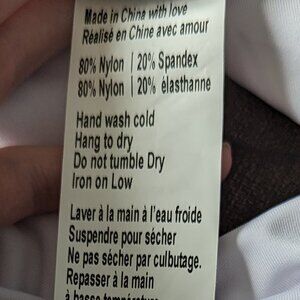 Made in China with love
Réalisé en Chine avec amour
80% Nylon | 20% Spandex
80% Nylon | 20% élasthanne
Hand wash cold
Hang to dry
Do not tumble Dry
Iron on Low
Laver à la main à l'eau froide
Suspendre pour sécher
Ne pas sécher par culbutage.
Repasser à la main
à basse température